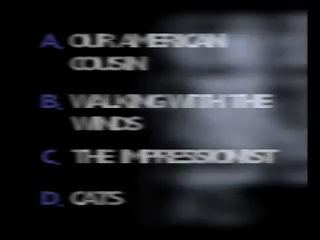 A. OUR AMERICAN
COUSIN
B. WALKING WITH THE
WINDS
C. THE IMPRESSIONIST
D. CATS